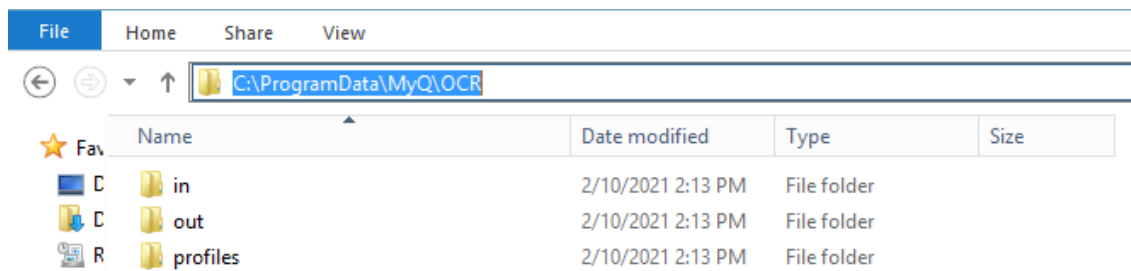 File Home Share View
C:\ProgramData\MyQ\OCR
Name Date modified Type Size
in 2/10/2021 2:13 PM File folder
out 2/10/2021 2:13 PM File folder
profiles 2/10/2021 2:13 PM File folder